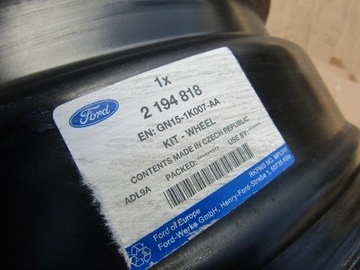 1x
Ford
2 194 818
EN: GN15-1K007-AA
KIT - WHEEL
CONTENTS MADE IN CZECH REPUBLIC
PACKED: USE BY:
ADL9A
Ford of Europe
Ford-Werke GmbH, Henry-Ford-Straße 1, 50735 Köln